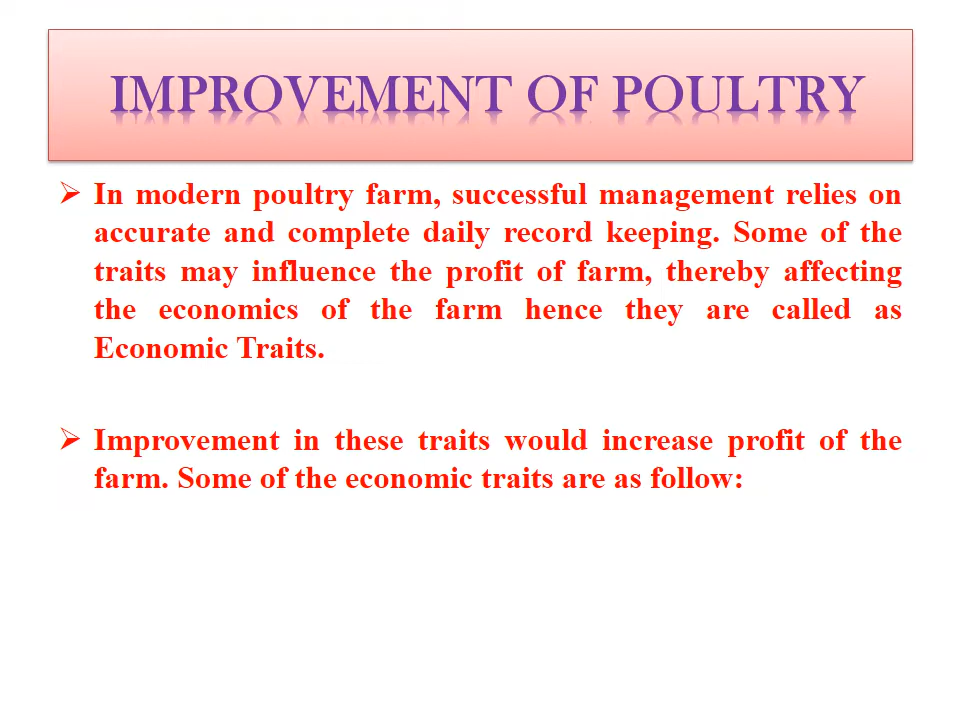 IMPROVEMENT OF POULTRY
➢ In modern poultry farm, successful management relies on
accurate and complete daily record keeping. Some of the
traits may influence the profit of farm, thereby affecting
the economics of the farm hence they are called as
Economic Traits.
➢ Improvement in these traits would increase profit of the
farm. Some of the economic traits are as follow: